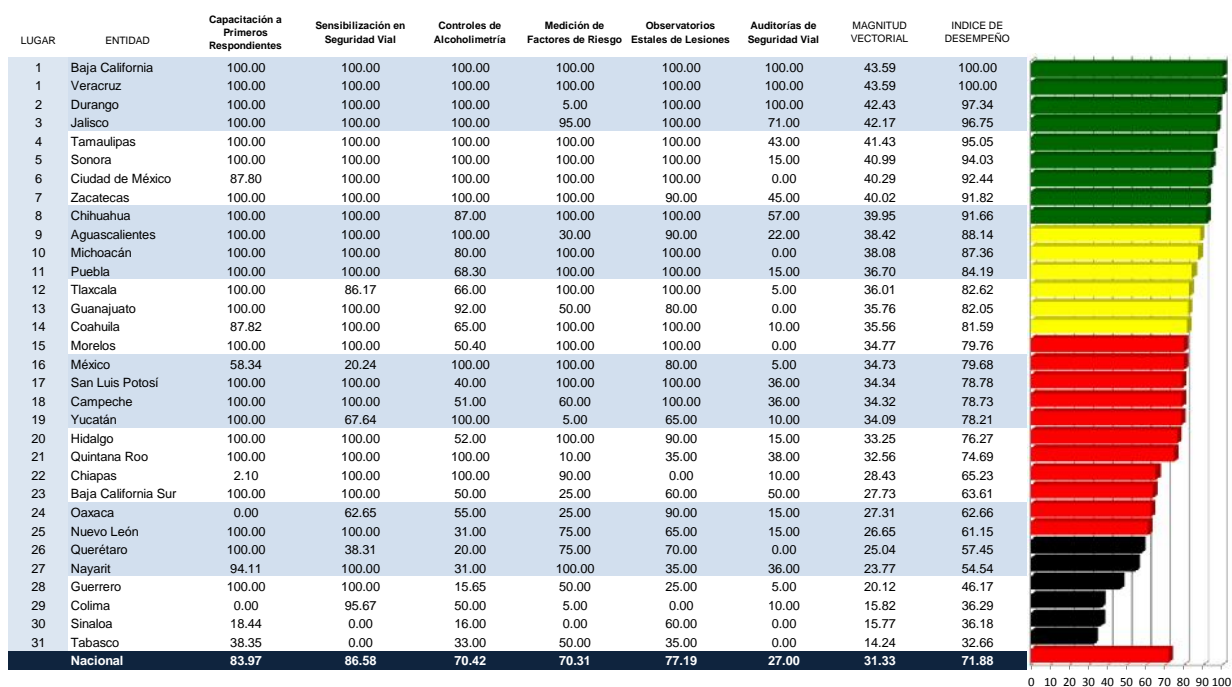 LUGAR ENTIDAD Capacitación a Primeros Respondientes Sensibilización en Seguridad Vial Controles de Alcoholimetría Medición de Factores de Riesgo Observatorios Estales de Lesiones Auditorías de Seguridad Vial MAGNITUD VECTORIAL INDICE DE DESEMPEÑO
1 Baja California 100.00 100.00 100.00 100.00 100.00 100.00 43.59 100.00
1 Veracruz 100.00 100.00 100.00 100.00 100.00 100.00 43.59 100.00
2 Durango 100.00 100.00 100.00 5.00 100.00 100.00 42.43 97.34
3 Jalisco 100.00 100.00 100.00 95.00 100.00 71.00 42.17 96.75
4 Tamaulipas 100.00 100.00 100.00 100.00 100.00 43.00 41.43 95.05
5 Sonora 100.00 100.00 100.00 100.00 100.00 15.00 40.99 94.03
6 Ciudad de México 87.80 100.00 100.00 100.00 100.00 0.00 40.29 92.44
7 Zacatecas 100.00 100.00 100.00 100.00 90.00 45.00 40.02 91.82
8 Chihuahua 100.00 100.00 87.00 100.00 100.00 57.00 39.95 91.66
9 Aguascalientes 100.00 100.00 100.00 30.00 90.00 22.00 38.42 88.14
10 Michoacán 100.00 100.00 80.00 100.00 100.00 0.00 38.08 87.36
11 Puebla 100.00 100.00 68.30 100.00 100.00 15.00 36.70 84.19
12 Tlaxcala 100.00 86.17 66.00 100.00 100.00 5.00 36.01 82.62
13 Guanajuato 100.00 100.00 92.00 50.00 80.00 0.00 35.76 82.05
14 Coahuila 87.82 100.00 65.00 100.00 100.00 10.00 35.56 81.59
15 Morelos 100.00 100.00 50.40 100.00 100.00 0.00 34.77 79.76
16 México 58.34 20.24 100.00 100.00 80.00 5.00 34.73 79.68
17 San Luis Potosí 100.00 100.00 40.00 100.00 100.00 36.00 34.34 78.78
18 Campeche 100.00 100.00 51.00 60.00 100.00 36.00 34.32 78.73
19 Yucatán 100.00 67.64 100.00 5.00 65.00 10.00 34.09 78.21
20 Hidalgo 100.00 100.00 52.00 100.00 90.00 15.00 33.25 76.27
21 Quintana Roo 100.00 100.00 100.00 10.00 35.00 38.00 32.56 74.69
22 Chiapas 2.10 100.00 100.00 90.00 0.00 10.00 28.43 65.23
23 Baja California Sur 100.00 100.00 50.00 25.00 60.00 50.00 27.73 63.61
24 Oaxaca 0.00 62.65 55.00 25.00 90.00 15.00 27.31 62.66
25 Nuevo León 100.00 100.00 31.00 75.00 65.00 15.00 26.65 61.15
26 Querétaro 100.00 38.31 20.00 75.00 70.00 0.00 25.04 57.45
27 Nayarit 94.11 100.00 31.00 100.00 35.00 36.00 23.77 54.54
28 Guerrero 100.00 100.00 15.65 50.00 25.00 5.00 20.12 46.17
29 Colima 0.00 95.67 50.00 5.00 0.00 10.00 15.82 36.29
30 Sinaloa 18.44 0.00 16.00 0.00 60.00 0.00 15.77 36.18
31 Tabasco 38.35 0.00 33.00 50.00 35.00 0.00 14.24 32.66
Nacional 83.97 86.58 70.42 70.31 77.19 27.00 31.33 71.88
0 10 20 30 40 50 60 70 80 90 100